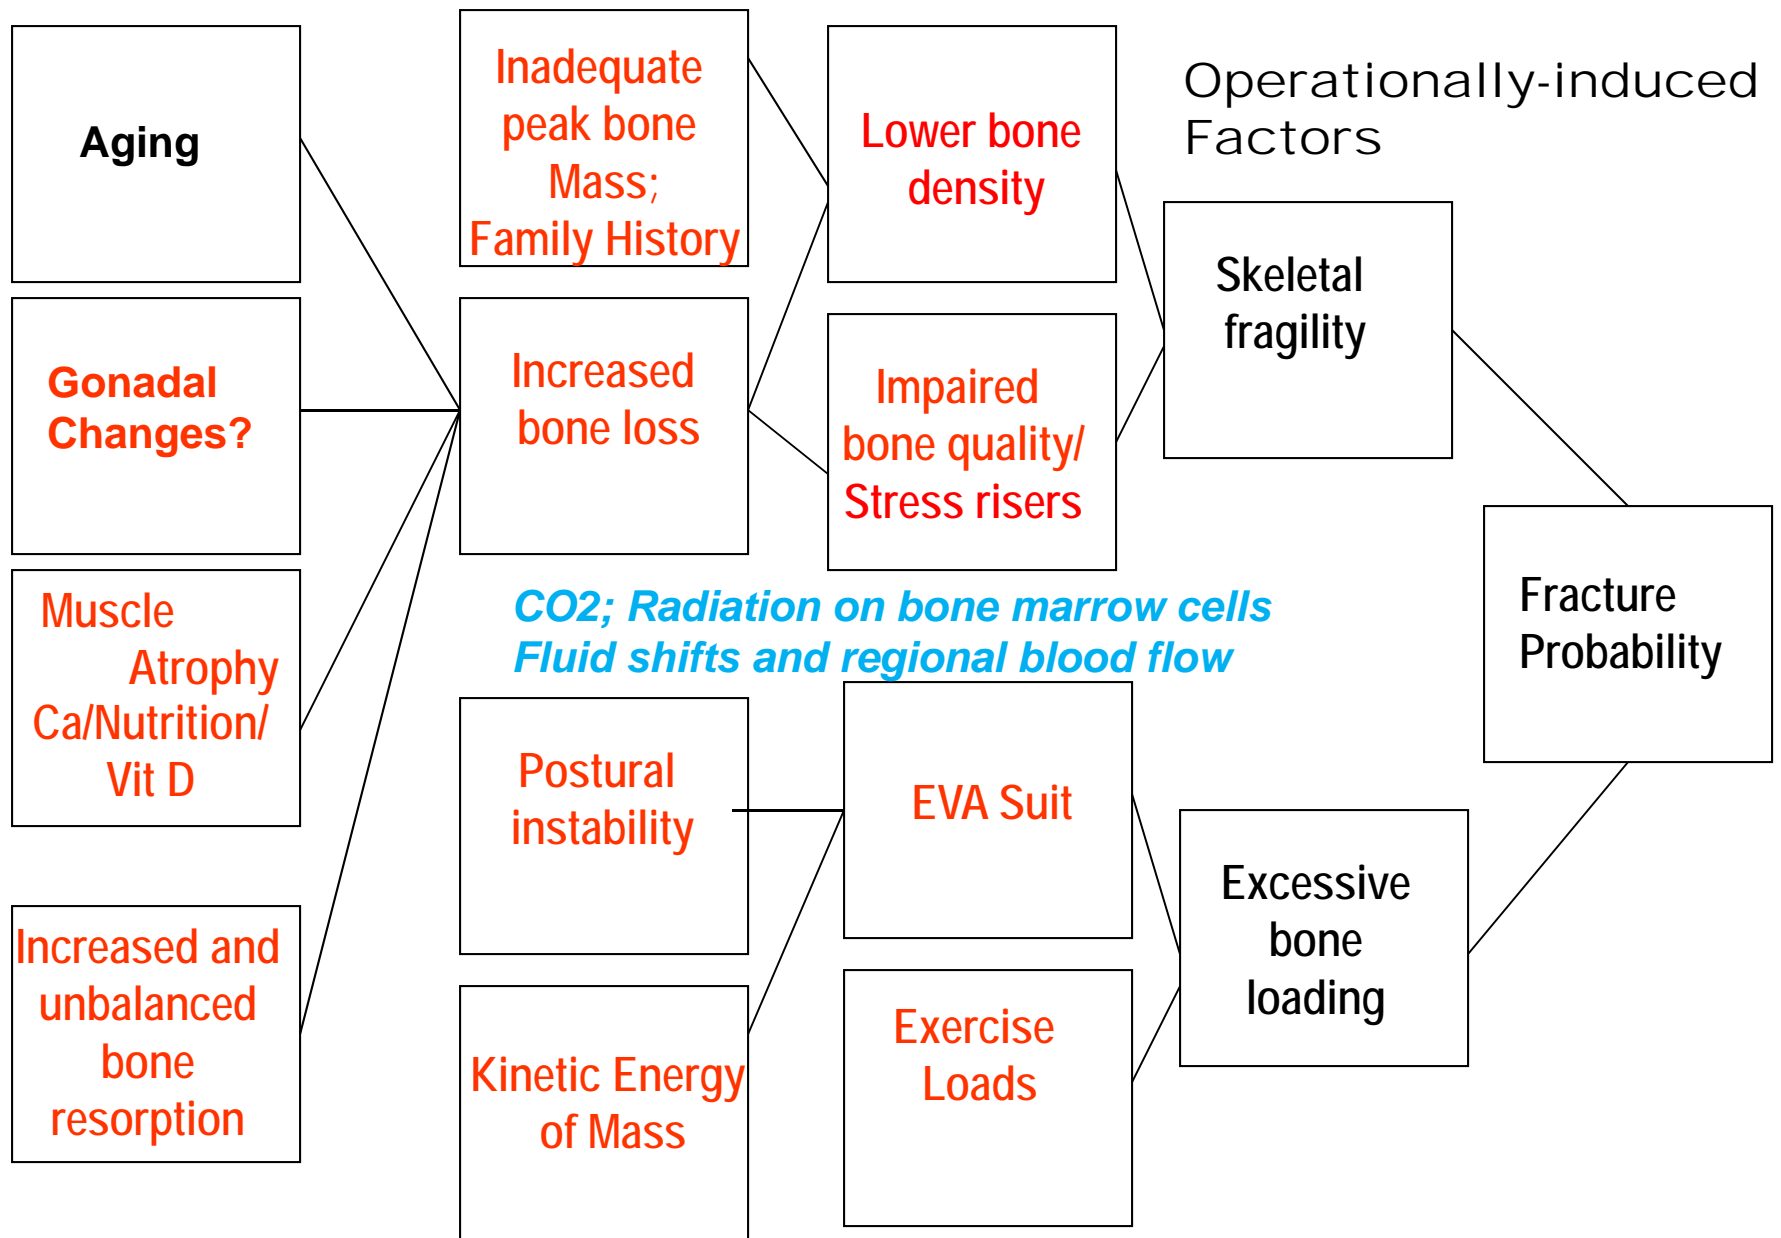 Aging
Gonadal
Changes?
Muscle
Atrophy
Ca/Nutrition/
Vit D
Increased and
unbalanced
bone
resorption
Inadequate
peak bone
Mass;
Family History
Increased
bone loss
Lower bone
density
Impaired
bone quality/
Stress risers
Operationally-induced
Factors
Skeletal
fragility
CO2; Radiation on bone marrow cells
Fluid shifts and regional blood flow
Postural
instability
Kinetic Energy
of Mass
EVA Suit
Exercise
Loads
Excessive
bone
loading
Fracture
Probability